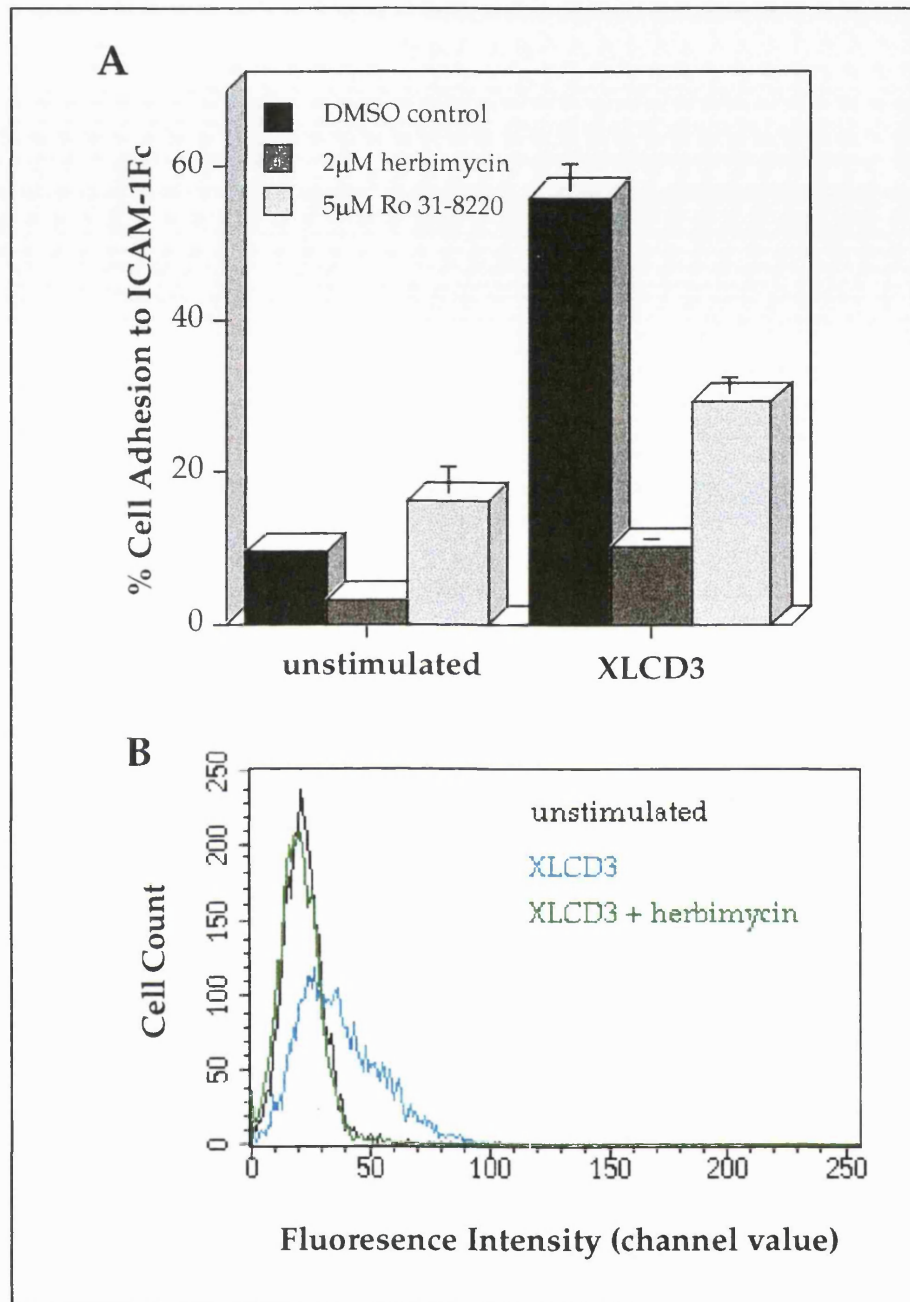 A
DMSO control
2μM herbimycin
5μM Ro 31-8220
% Cell Adhesion to ICAM-1Fc
60
40
20
0
unstimulated
XLCD3
B
250
200
150
100
50
0
Cell Count
unstimulated
XLCD3
XLCD3 + herbimycin
0 50 100 150 200 250
Fluoresence Intensity (channel value)